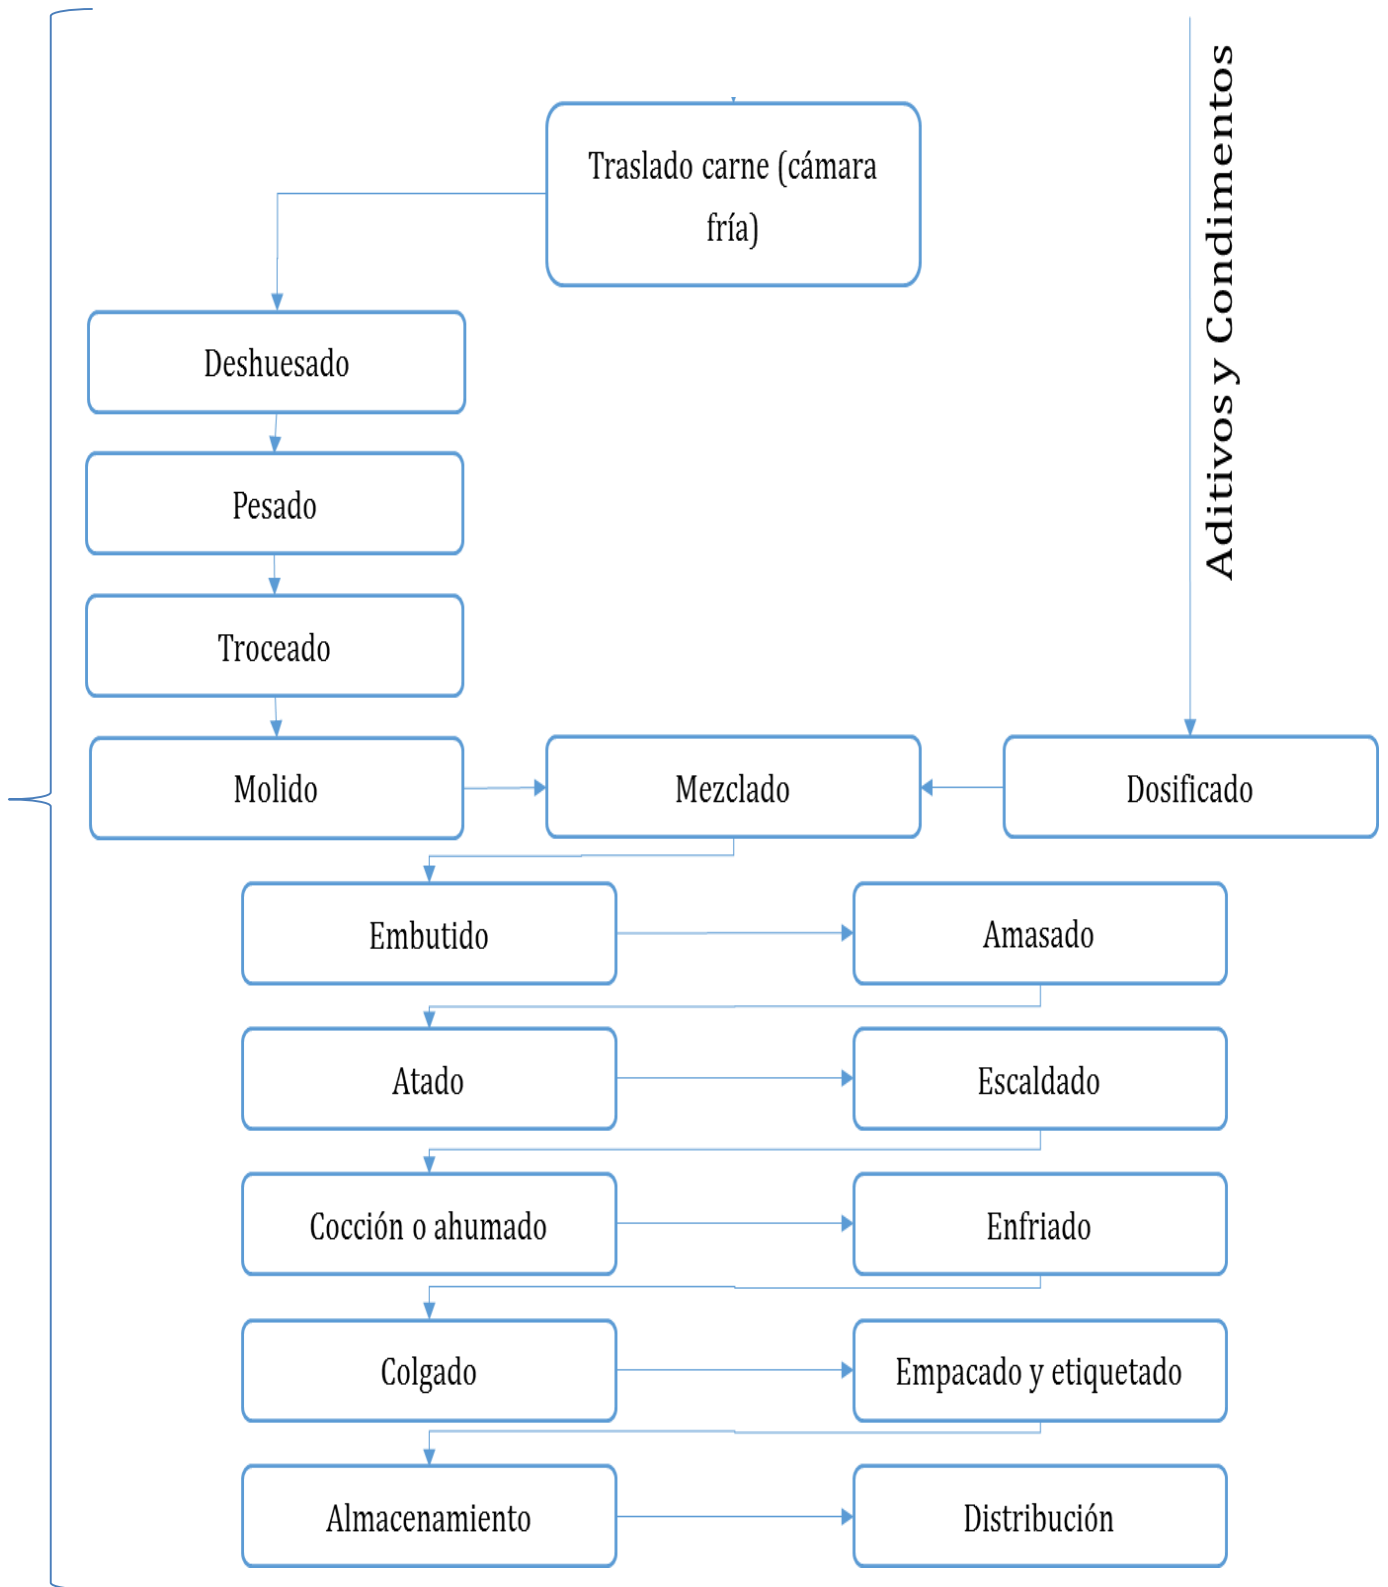 Traslado carne (cámara
fría)
Aditivos y Condimentos
Deshuesado
Pesado
Troceado
Molido
Mezclado
Dosificado
Embutido
Amasado
Atado
Escaldado
Cocción o ahumado
Enfriado
Colgado
Empacado y etiquetado
Almacenamiento
Distribución